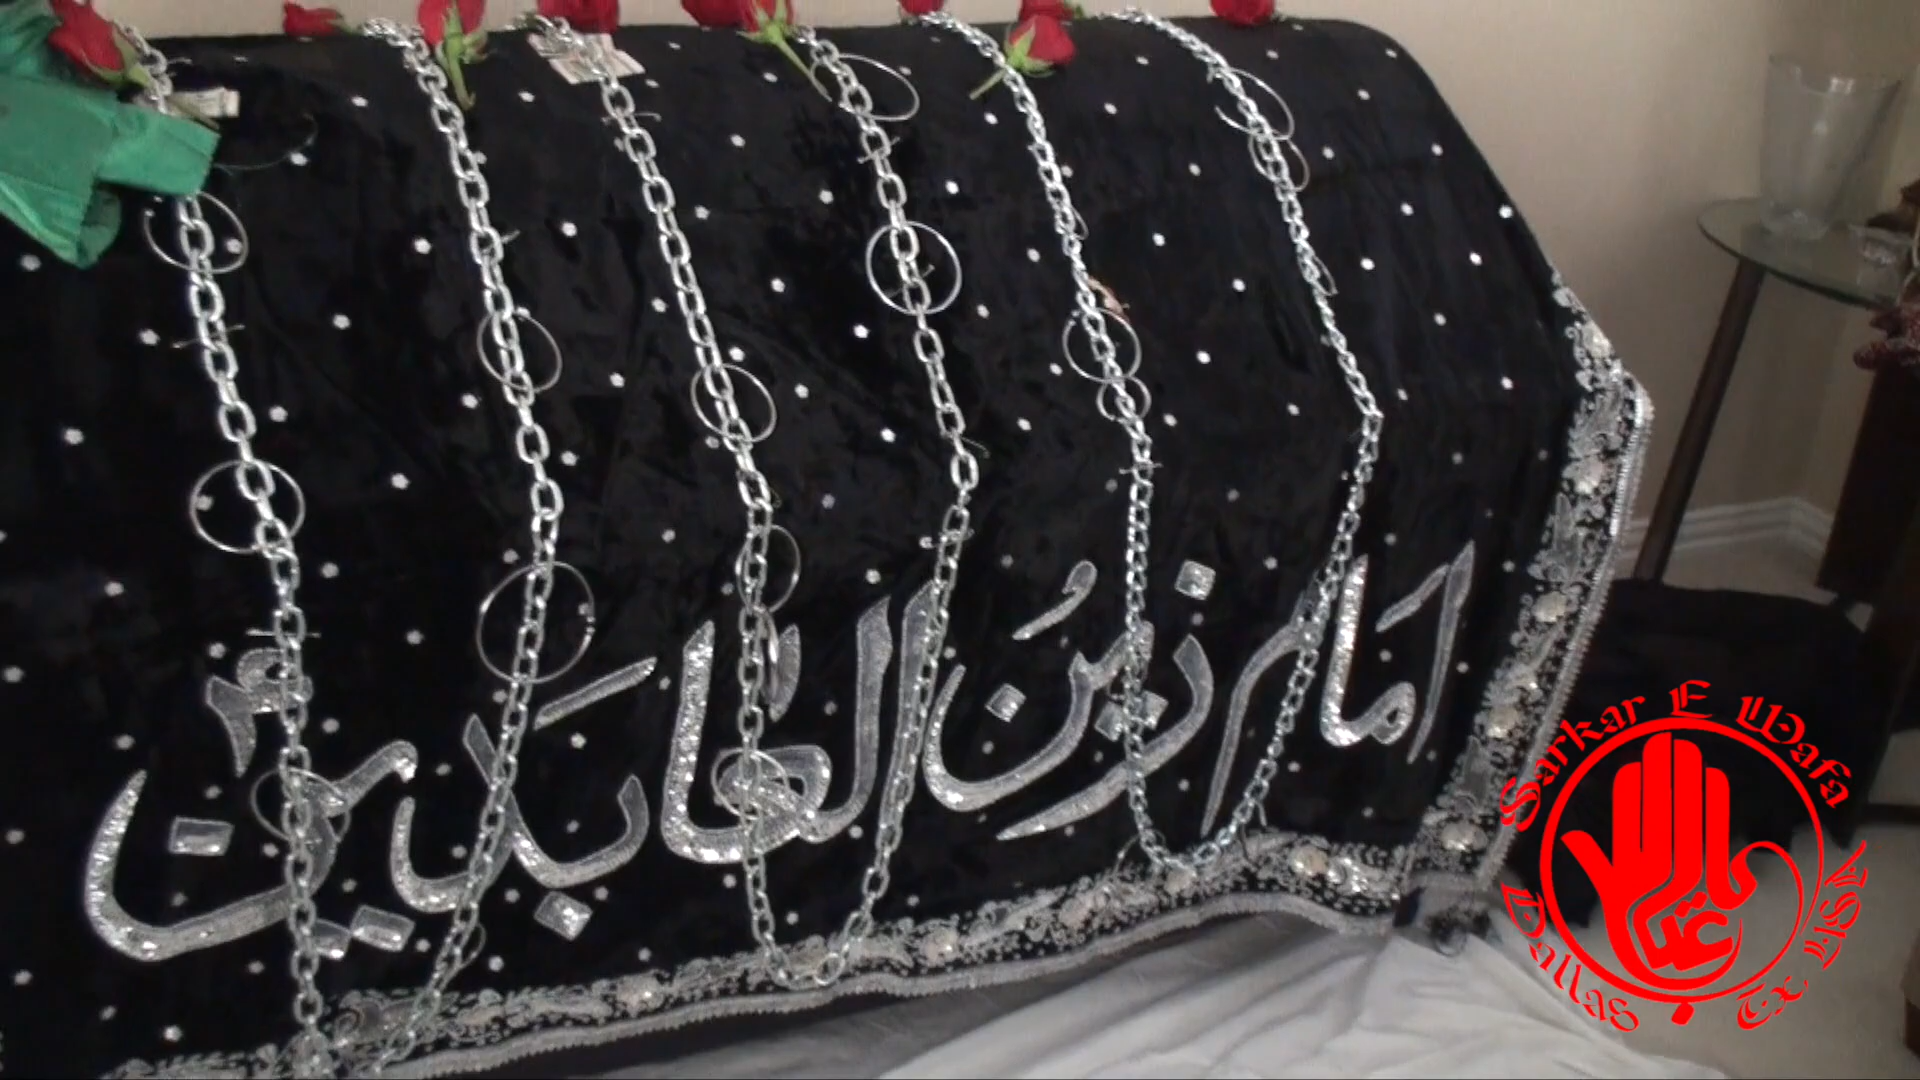 امام زین العابدین ؑ
Sarkar E Wafa
یا عباس
Dallas Tx USA